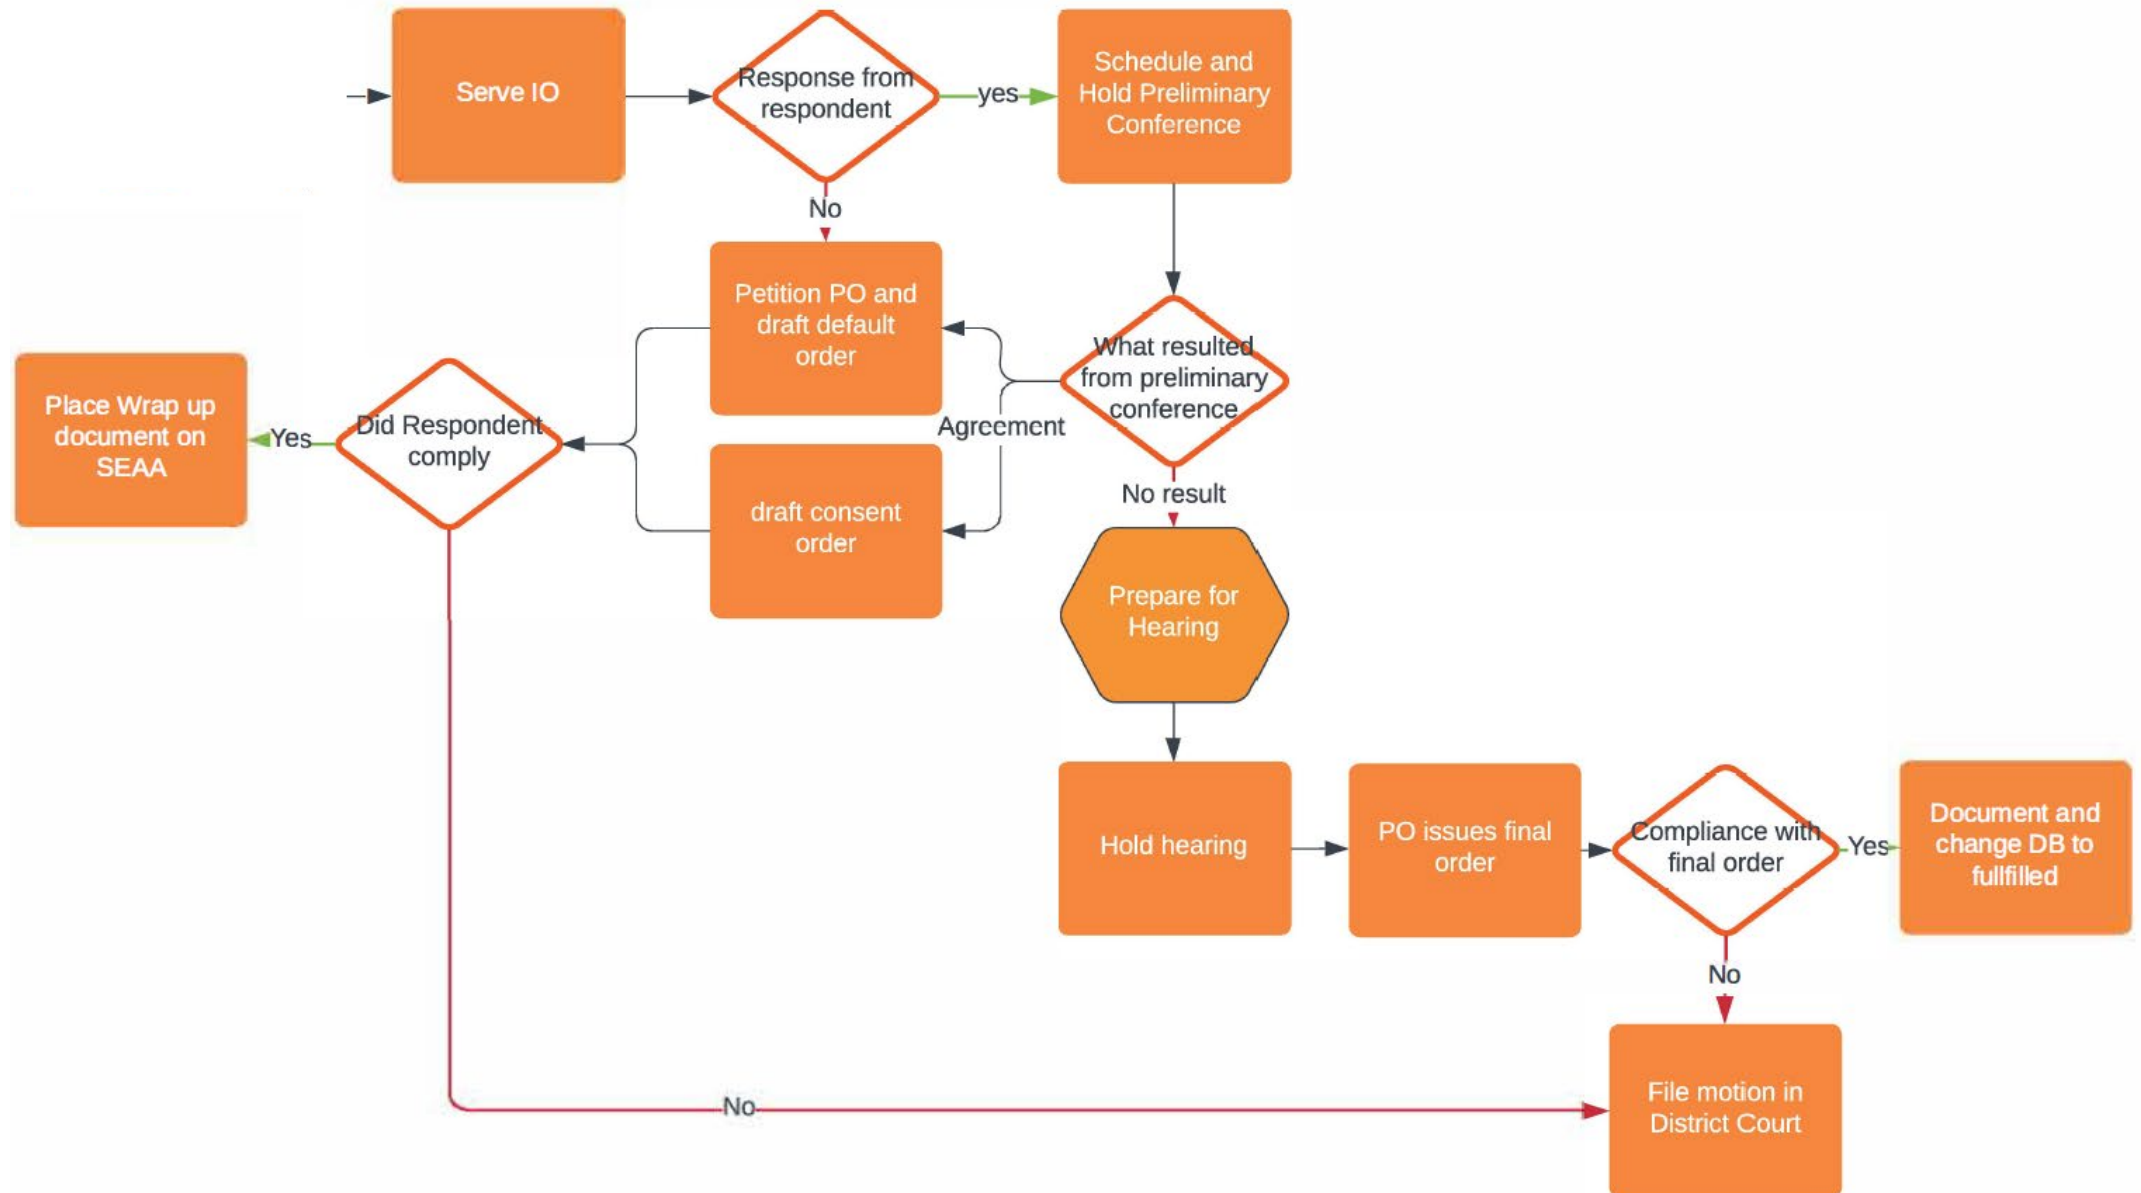 Serve IO
Response from
respondent
yes
Schedule and
Hold Preliminary
Conference
No
Petition PO and
draft default
order
What resulted
from preliminary
conference
Agreement
Place Wrap up
document on
SEAA
Yes
Did Respondent
comply
draft consent
order
No result
Prepare for
Hearing
Hold hearing
PO issues final
order
Compliance with
final order
Yes
Document and
change DB to
fullfilled
No
File motion in
District Court
No